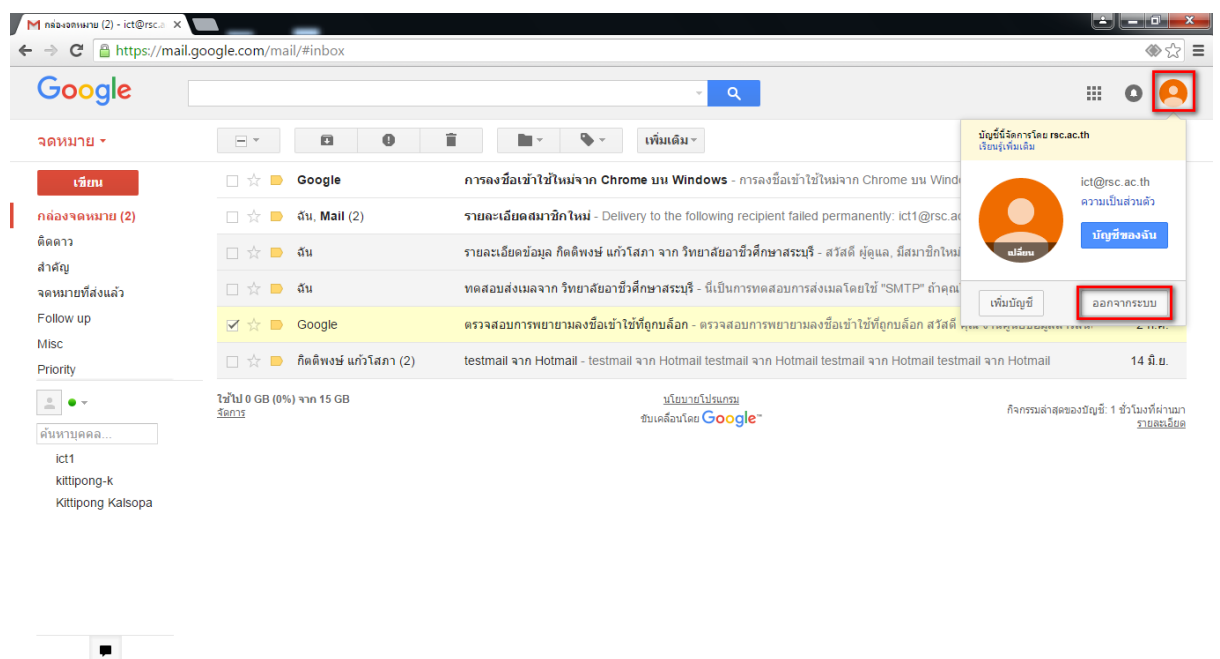 กล่องจดหมาย (2) - ict@rsc.a
https://mail.google.com/mail/#inbox
Google
จดหมาย
เพิ่มเติม
บัญชีนี้จัดการโดย rsc.ac.th
เรียนรู้เพิ่มเติม
ict@rsc.ac.th
ความเป็นส่วนตัว
บัญชีของฉัน
เปลี่ยน
เพิ่มบัญชี
ออกจากระบบ
เขียน
กล่องจดหมาย (2)
ติดดาว
สำคัญ
จดหมายที่ส่งแล้ว
Follow up
Misc
Priority
Google การลงชื่อเข้าใช้ใหม่จาก Chrome บน Windows - การลงชื่อเข้าใช้ใหม่จาก Chrome บน Wind
ฉัน, Mail (2) รายละเอียดสมาชิกใหม่ - Delivery to the following recipient failed permanently: ict1@rsc.a
ฉัน รายละเอียดข้อมูล กิตติพงษ์ แก้วโสภา จาก วิทยาลัยอาชีวศึกษาสระบุรี - สวัสดี ผู้ดูแล, มีสมาชิกใหม่
ฉัน ทดสอบส่งเมลจาก วิทยาลัยอาชีวศึกษาสระบุรี - นี่เป็นการทดสอบการส่งเมลโดยใช้ "SMTP" ถ้าคุณ
Google ตรวจสอบการพยายามลงชื่อเข้าใช้ที่ถูกบล็อก - ตรวจสอบการพยายามลงชื่อเข้าใช้ที่ถูกบล็อก สวัสดี 2 ก.ค.
กิตติพงษ์ แก้วโสภา (2) testmail จาก Hotmail - testmail จาก Hotmail testmail จาก Hotmail testmail จาก Hotmail testmail จาก Hotmail 14 มิ.ย.
ใช้ไป 0 GB (0%) จาก 15 GB
จัดการ
นโยบายโปรแกรม
ขับเคลื่อนโดย Google™
กิจกรรมล่าสุดของบัญชี: 1 ชั่วโมงที่ผ่านมา
รายละเอียด
ค้นหาบุคคล...
ict1
kittipong-k
Kittipong Kalsopa